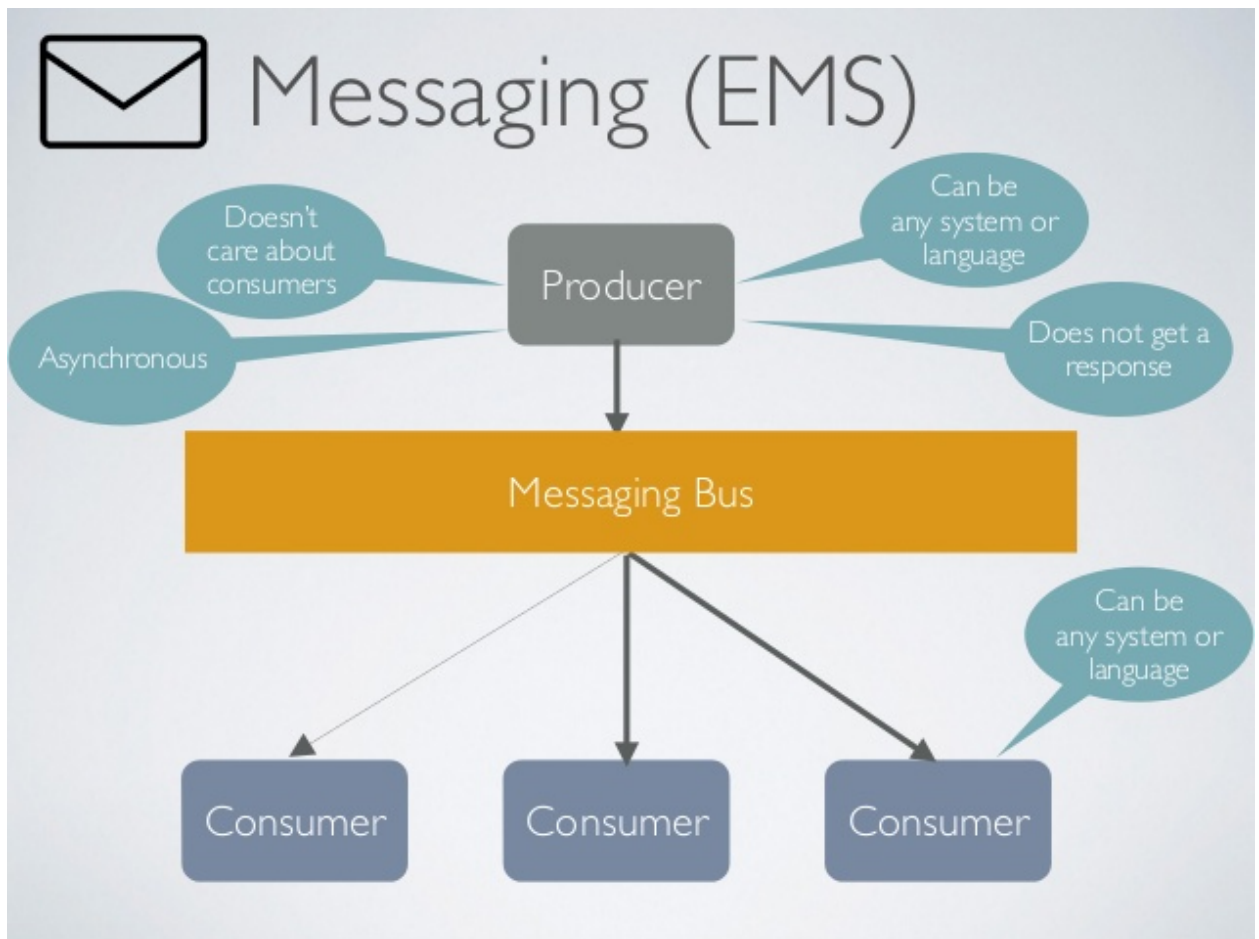 Messaging (EMS)
Doesn't
care about
consumers
Can be
any system or
language
Producer
Asynchronous
Does not get a
response
Messaging Bus
Can be
any system or
language
Consumer
Consumer
Consumer